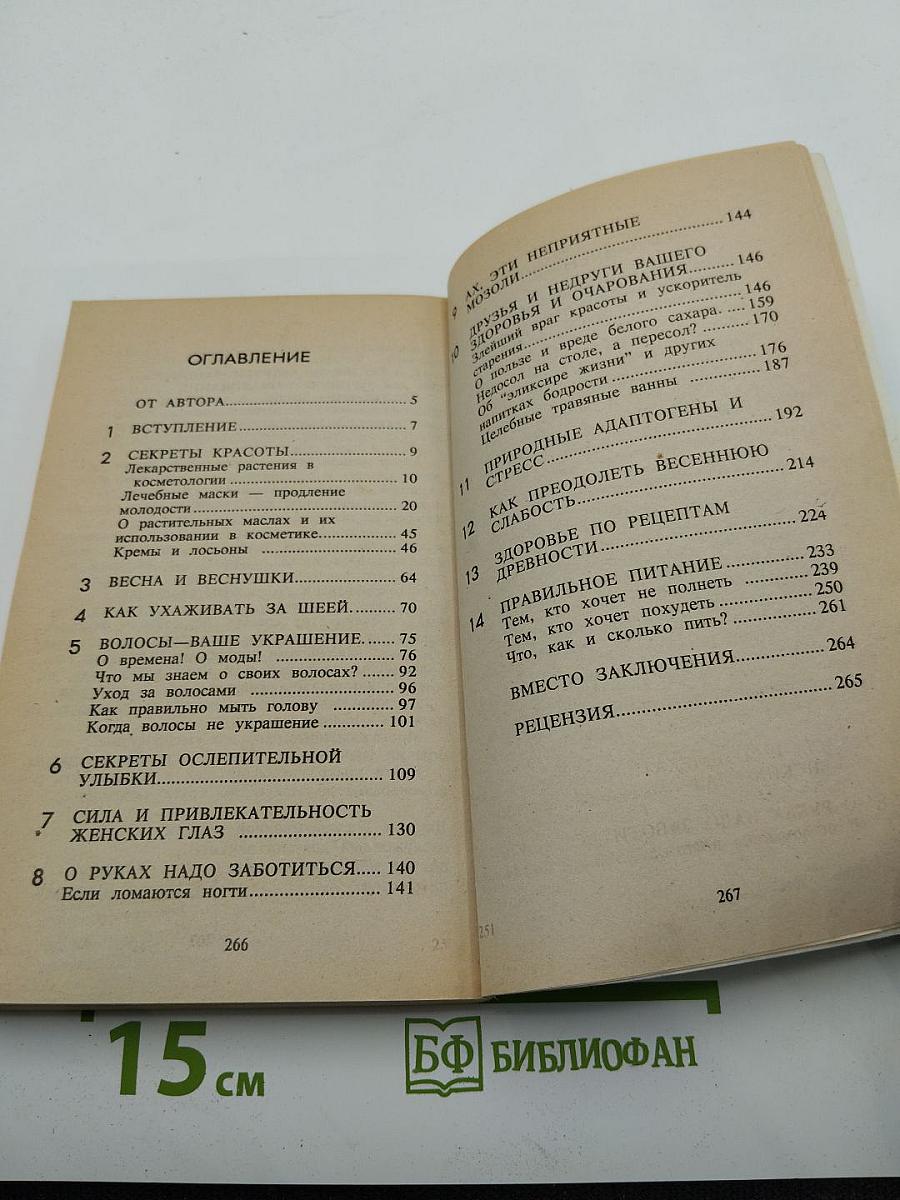 ОГЛАВЛЕНИЕ
ОТ АВТОРА.......... 5
1 ВСТУПЛЕНИЕ.......... 7
2 СЕКРЕТЫ КРАСОТЫ.......... 9
Лекарственные растения в
косметологии.......... 10
Лечебные маски — продление
молодости.......... 20
О растительных маслах и их
использовании в косметике.......... 45
Кремы и лосьоны .......... 46
3 ВЕСНА И ВЕСНУШКИ.......... 64
4 КАК УХАЖИВАТЬ ЗА ШЕЕЙ.......... 70
5 ВОЛОСЫ—ВАШЕ УКРАШЕНИЕ....... 75
О времена! О моды! .......... 76
Что мы знаем о своих волосах? ...... 92
Уход за волосами .......... 96
Как правильно мыть голову .......... 97
Когда волосы не украшение .......... 101
6 СЕКРЕТЫ ОСЛЕПИТЕЛЬНОЙ
УЛЫБКИ.......... 109
7 СИЛА И ПРИВЛЕКАТЕЛЬНОСТЬ
ЖЕНСКИХ ГЛАЗ .......... 130
8 О РУКАХ НАДО ЗАБОТИТЬСЯ..... 140
Если ломаются ногти.......... 141
266
9 АХ, ЭТИ НЕПРИЯТНЫЕ
МОЗОЛИ.......... 144
10 ДРУЗЬЯ И НЕДРУГИ ВАШЕГО
ЗДОРОВЬЯ И ОЧАРОВАНИЯ.......... 146
Злейший враг красоты и ускоритель
старения.......... 146
О пользе и вреде белого сахара. .... 159
Недосол на столе, а пересол? .......... 170
Об "эликсире жизни" и других
напитках бодрости .......... 176
Целебные травяные ванны .......... 187
11 ПРИРОДНЫЕ АДАПТОГЕНЫ И
СТРЕСС.......... 192
12 КАК ПРЕОДОЛЕТЬ ВЕСЕННЮЮ
СЛАБОСТЬ.......... 214
13 ЗДОРОВЬЕ ПО РЕЦЕПТАМ
ДРЕВНОСТИ.......... 224
14 ПРАВИЛЬНОЕ ПИТАНИЕ .......... 233
Тем, кто хочет не полнеть .......... 239
Тем, кто хочет похудеть .......... 250
Что, как и сколько пить? .......... 261
ВМЕСТО ЗАКЛЮЧЕНИЯ.......... 264
РЕЦЕНЗИЯ.......... 265
267
251
15 см
БФ БИБЛИОФАН